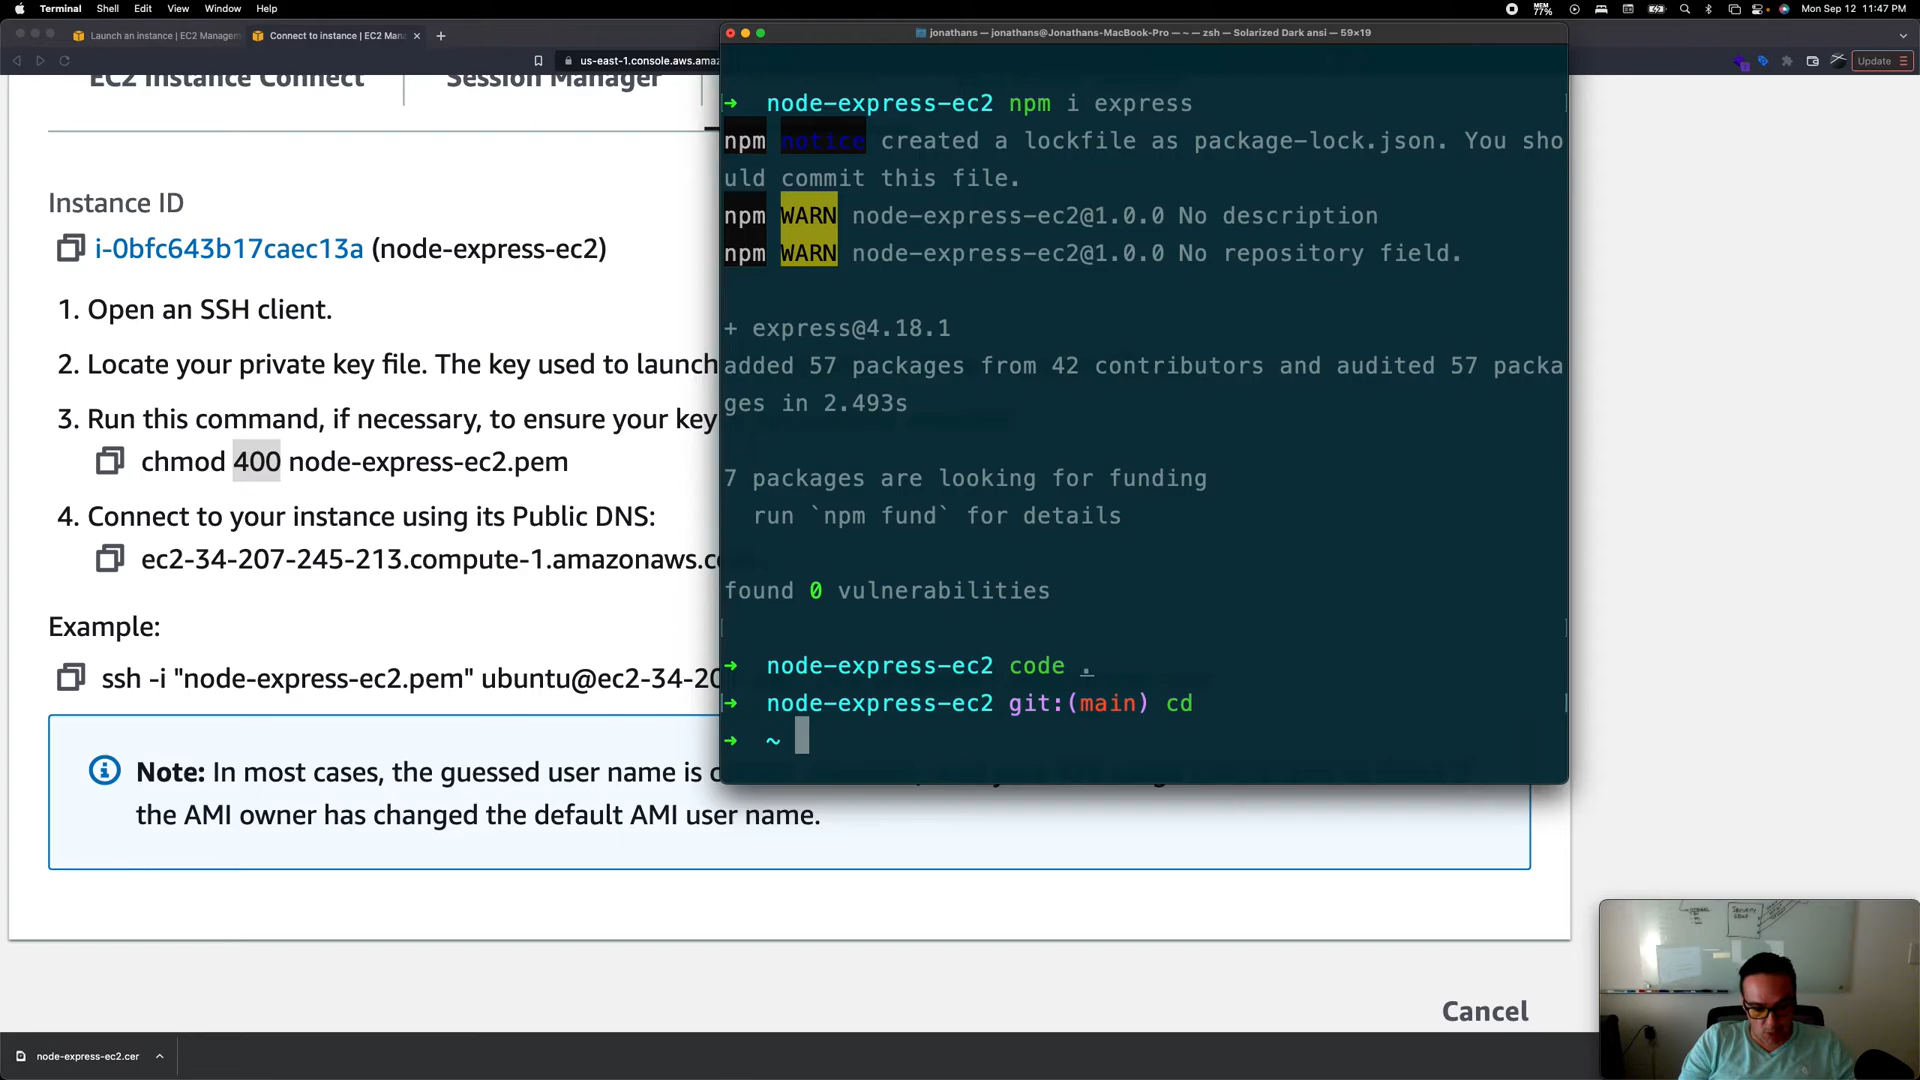 Terminal Shell Edit View Window Help
MEM 77% Mon Sep 12 11:47 PM
Launch an instance | EC2 Managem
Connect to instance | EC2 Man
jonathans — jonathans@Jonathans-MacBook-Pro — ~ — zsh — Solarized Dark ansi — 59×19
us-east-1.console.aws.amaz
Update
EC2 Instance Connect
Session Manager
Instance ID
i-0bfc643b17caec13a (node-express-ec2)
1. Open an SSH client.
2. Locate your private key file. The key used to launch
3. Run this command, if necessary, to ensure your key
chmod 400 node-express-ec2.pem
4. Connect to your instance using its Public DNS:
ec2-34-207-245-213.compute-1.amazonaws.c
Example:
ssh -i "node-express-ec2.pem" ubuntu@ec2-34-20
Note: In most cases, the guessed user name is
the AMI owner has changed the default AMI user name.
Cancel
node-express-ec2.cer
➜ node-express-ec2 npm i express
npm notice created a lockfile as package-lock.json. You sho
uld commit this file.
npm WARN node-express-ec2@1.0.0 No description
npm WARN node-express-ec2@1.0.0 No repository field.
+ express@4.18.1
added 57 packages from 42 contributors and audited 57 packa
ges in 2.493s
7 packages are looking for funding
run `npm fund` for details
found 0 vulnerabilities
➜ node-express-ec2 code .
➜ node-express-ec2 git:(main) cd
➜ ~